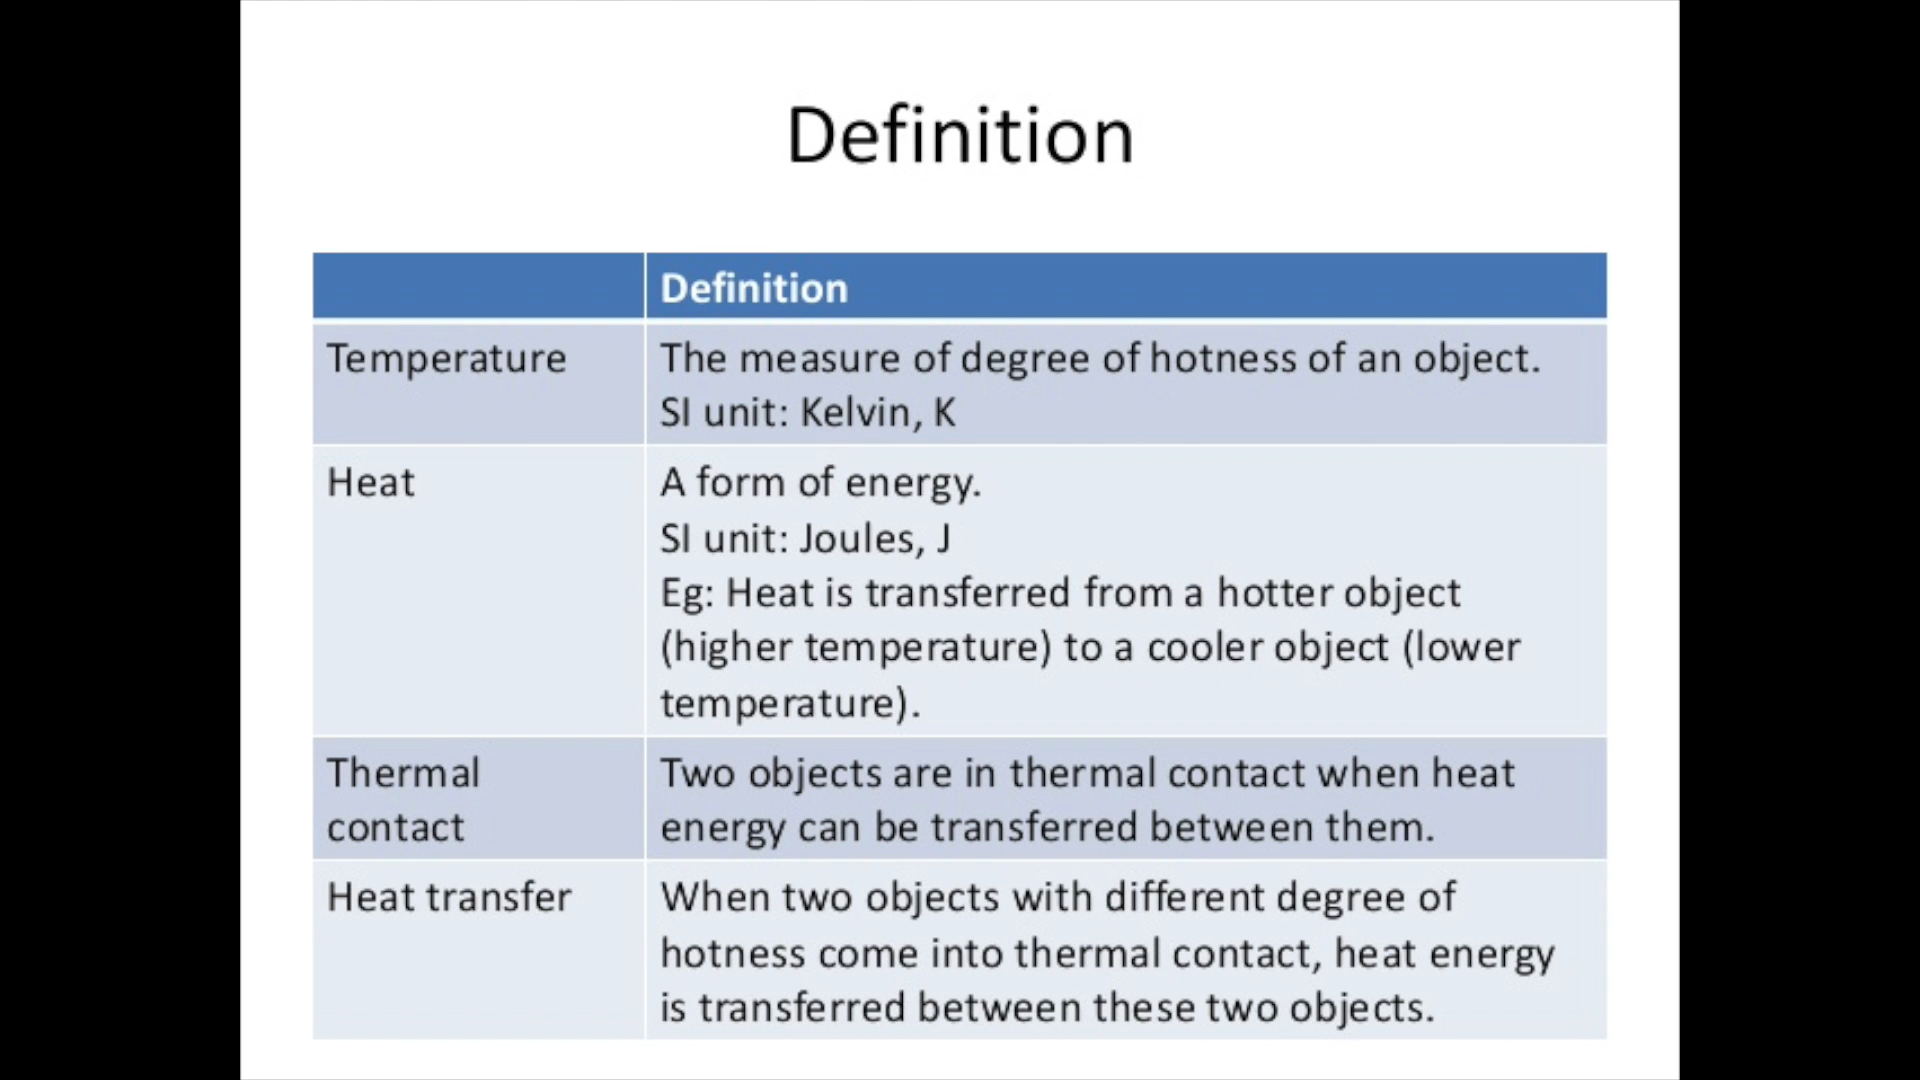 Definition
Definition
Temperature
The measure of degree of hotness of an object.
SI unit: Kelvin, K
Heat
A form of energy.
SI unit: Joules, J
Eg: Heat is transferred from a hotter object
(higher temperature) to a cooler object (lower
temperature).
Thermal
contact
Two objects are in thermal contact when heat
energy can be transferred between them.
Heat transfer
When two objects with different degree of
hotness come into thermal contact, heat energy
is transferred between these two objects.